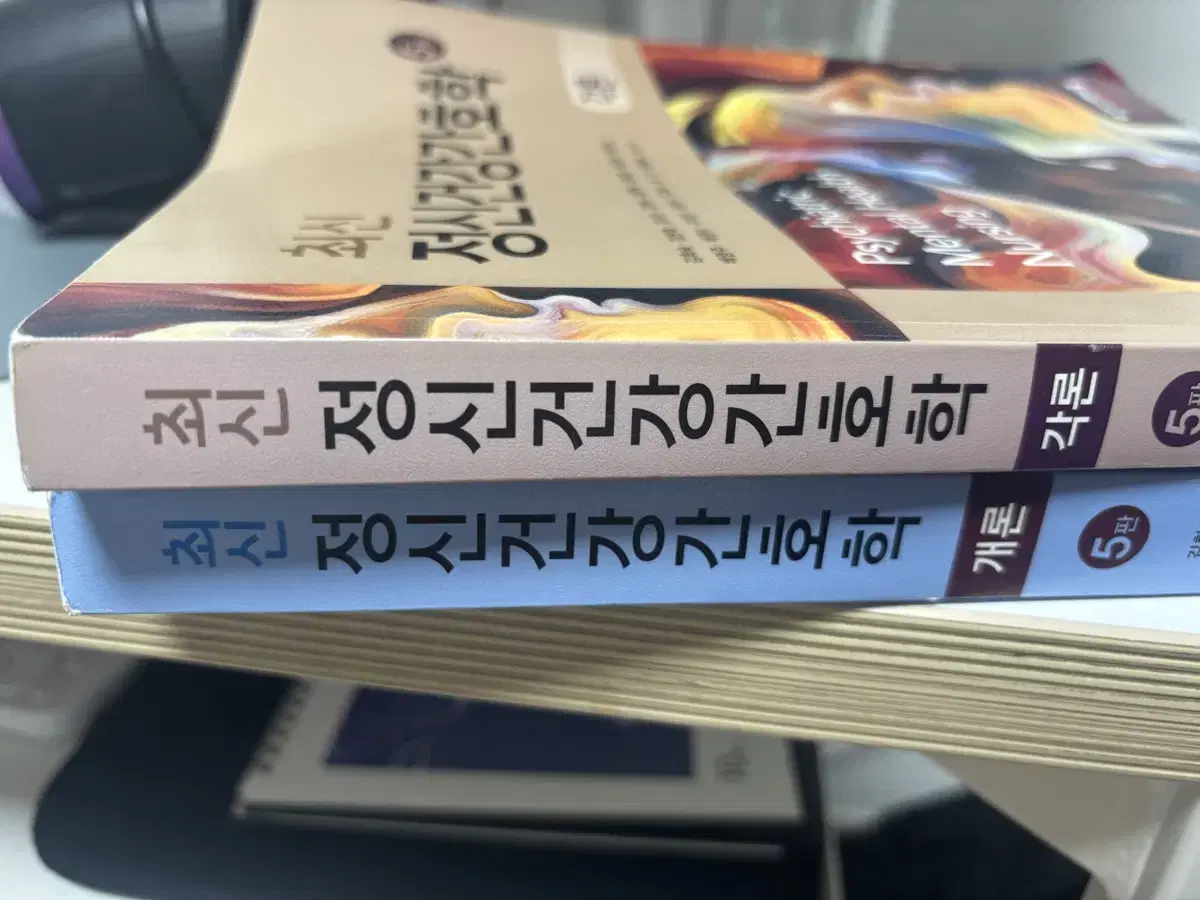 최신
정신건강간호학
각론
Psychiatric
Mental Health
Nursing
최신 정신건강간호학 각론 5판
최신 정신건강간호학 개론 5판